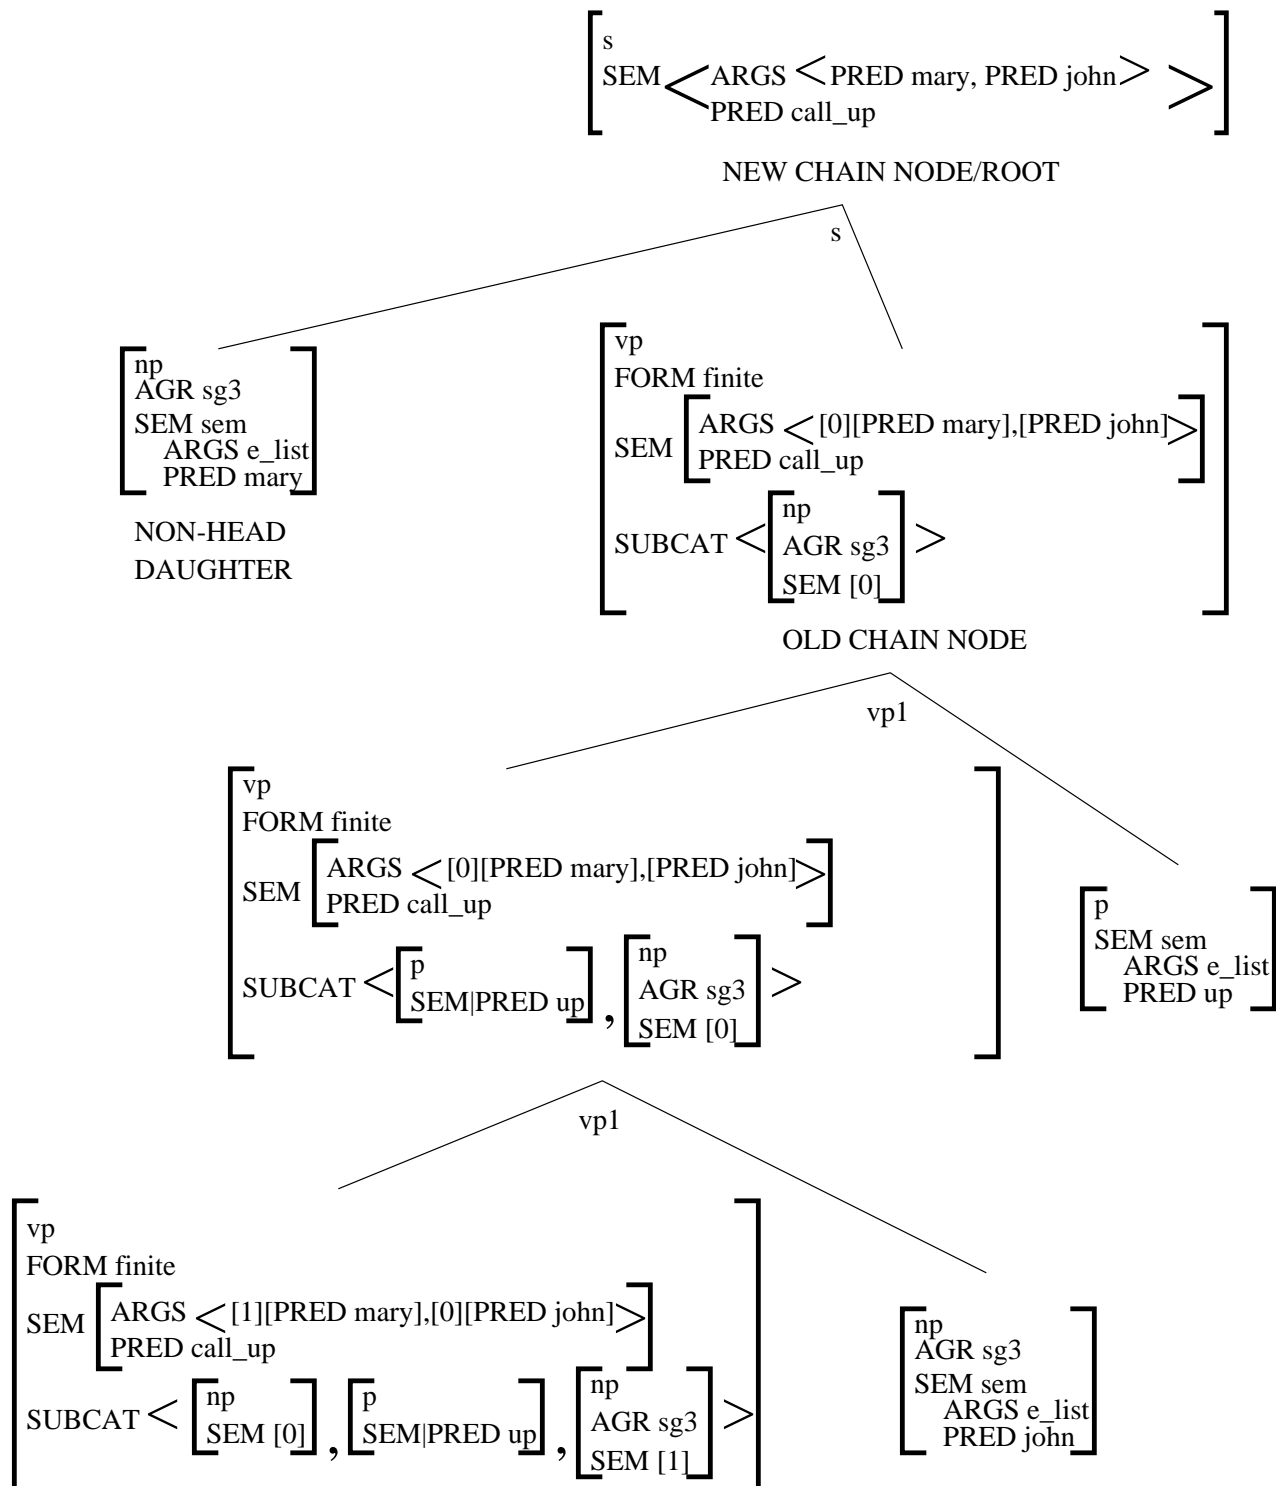 s
SEM < ARGS < PRED mary, PRED john > >
PRED call_up
NEW CHAIN NODE/ROOT
s
np
AGR sg3
SEM sem
ARGS e_list
PRED mary
NON-HEAD
DAUGHTER
vp
FORM finite
SEM [ ARGS < [0][PRED mary],[PRED john] >
PRED call_up ]
SUBCAT < [ np
AGR sg3
SEM [0] ] >
OLD CHAIN NODE
vp1
vp
FORM finite
SEM [ ARGS < [0][PRED mary],[PRED john] >
PRED call_up ]
SUBCAT < [ p
SEM|PRED up ] , [ np
AGR sg3
SEM [0] ] >
p
SEM sem
ARGS e_list
PRED up
vp1
vp
FORM finite
SEM [ ARGS < [1][PRED mary],[0][PRED john] >
PRED call_up ]
SUBCAT < [ np
SEM [0] ] , [ p
SEM|PRED up ] , [ np
AGR sg3
SEM [1] ] >
np
AGR sg3
SEM sem
ARGS e_list
PRED john